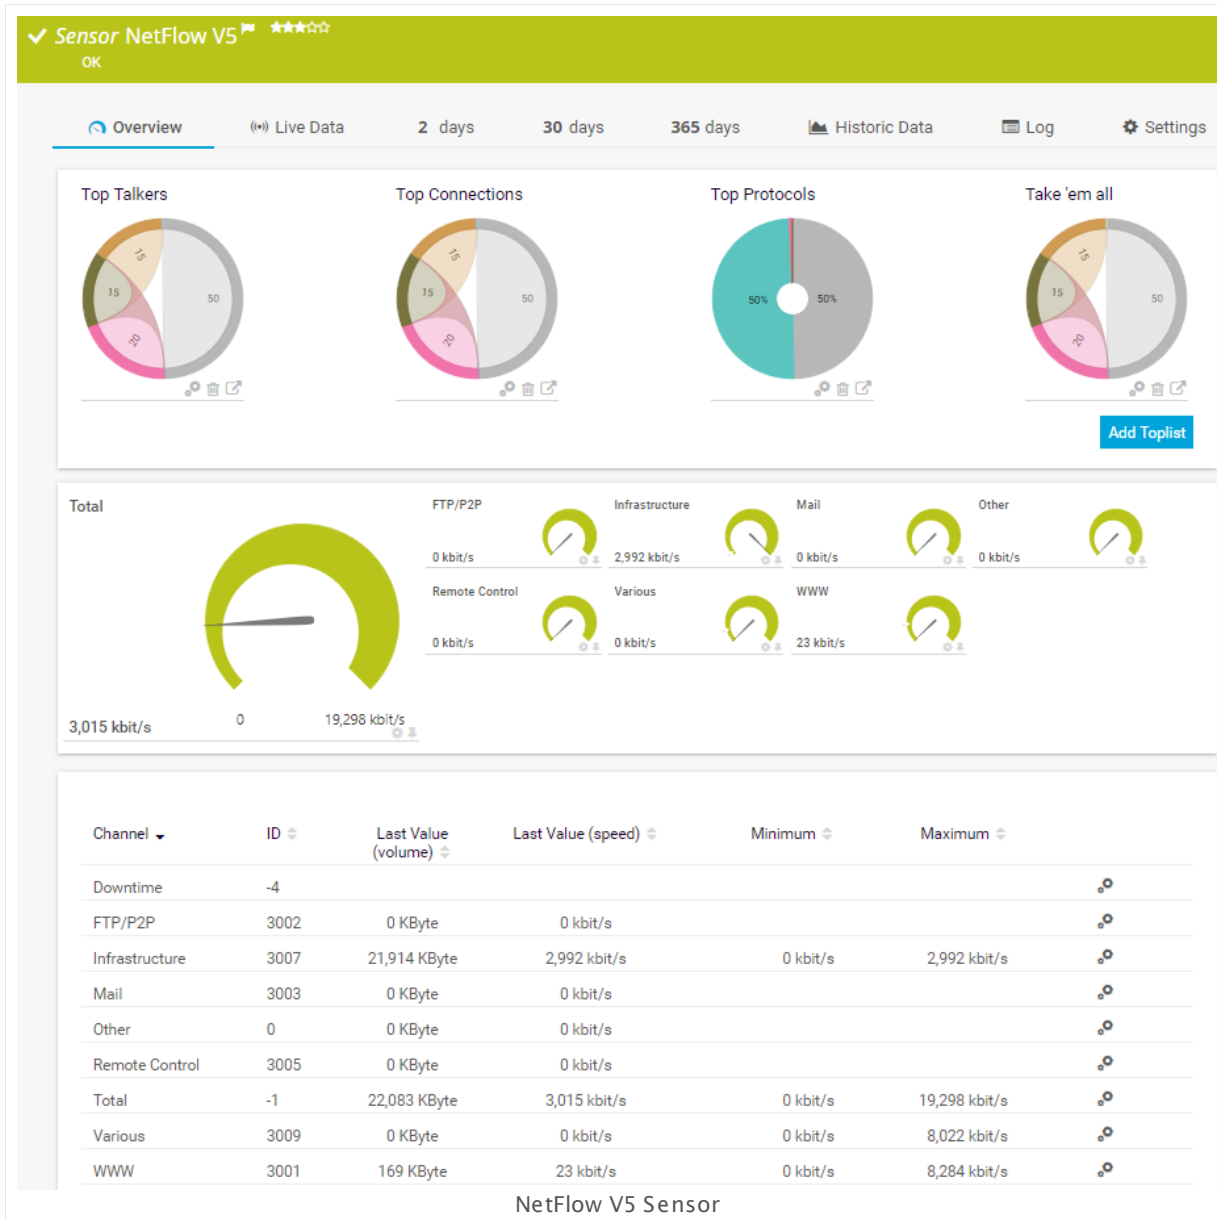 Sensor NetFlow V5
OK
Overview Live Data 2 days 30 days 365 days Historic Data Log Settings
Top Talkers Top Connections Top Protocols Take 'em all
15 15 50 20
15 15 50 20
50% 50%
15 15 50 20
Add Toplist
Total
3,015 kbit/s
0 19,298 kbit/s
FTP/P2P
0 kbit/s
Infrastructure
2,992 kbit/s
Mail
0 kbit/s
Other
0 kbit/s
Remote Control
0 kbit/s
Various
0 kbit/s
WWW
23 kbit/s
Channel ID Last Value (volume) Last Value (speed) Minimum Maximum
Downtime -4
FTP/P2P 3002 0 KByte 0 kbit/s
Infrastructure 3007 21,914 KByte 2,992 kbit/s 0 kbit/s 2,992 kbit/s
Mail 3003 0 KByte 0 kbit/s
Other 0 0 KByte 0 kbit/s
Remote Control 3005 0 KByte 0 kbit/s
Total -1 22,083 KByte 3,015 kbit/s 0 kbit/s 19,298 kbit/s
Various 3009 0 KByte 0 kbit/s 0 kbit/s 8,022 kbit/s
WWW 3001 169 KByte 23 kbit/s 0 kbit/s 8,284 kbit/s
NetFlow V5 Sensor